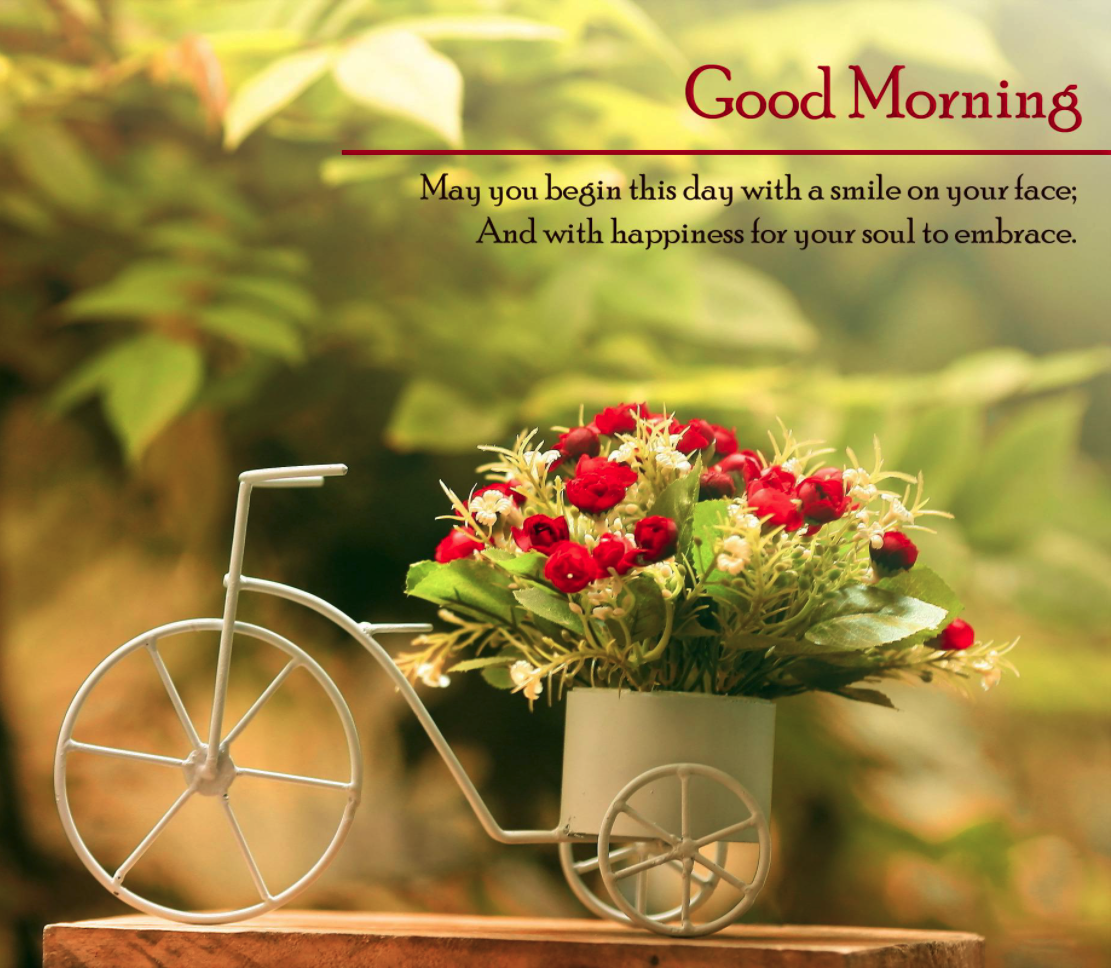 Good Morning
May you begin this day with a smile on your face;
And with happiness for your soul to embrace.